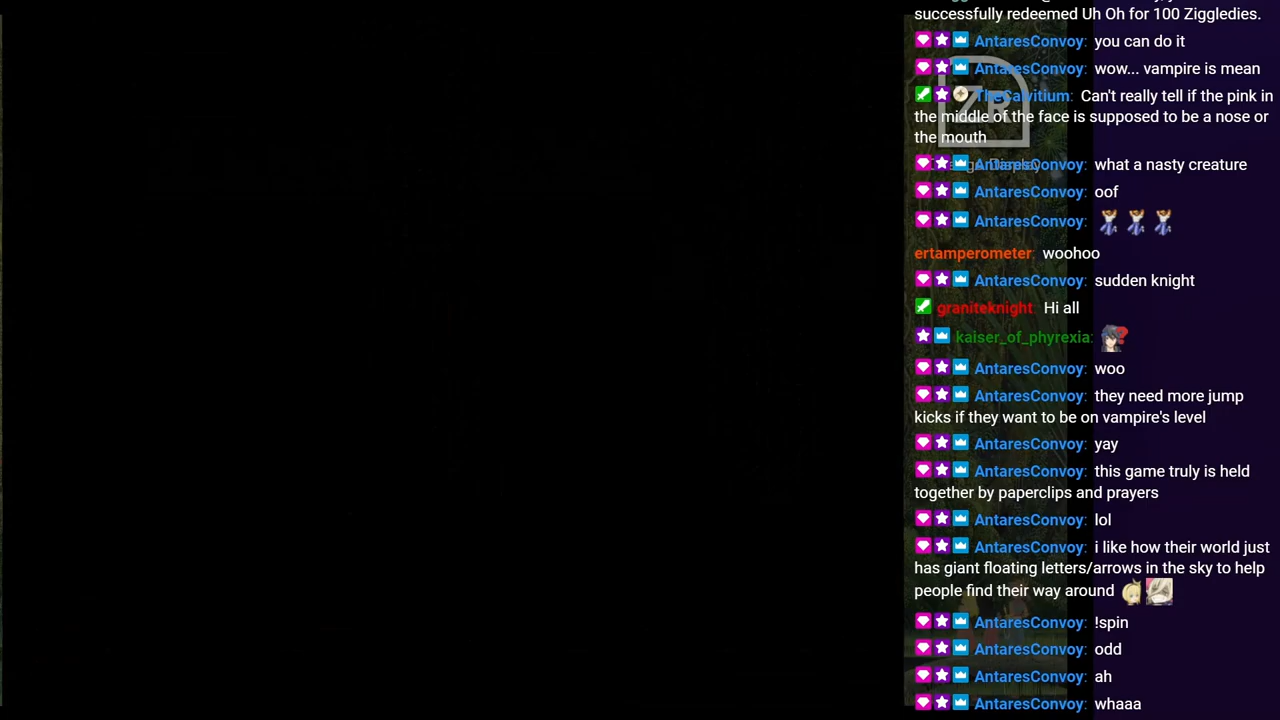 successfully redeemed Uh Oh for 100 Ziggledies.
AntaresConvoy: you can do it
AntaresConvoy: wow... vampire is mean
TheCalvitium: Can't really tell if the pink in
the middle of the face is supposed to be a nose or
the mouth
AntaresConvoy: what a nasty creature
AntaresConvoy: oof
AntaresConvoy:
ertamperometer: woohoo
AntaresConvoy: sudden knight
graniteknight: Hi all
kaiser_of_phyrexia:
AntaresConvoy: woo
AntaresConvoy: they need more jump
kicks if they want to be on vampire's level
AntaresConvoy: yay
AntaresConvoy: this game truly is held
together by paperclips and prayers
AntaresConvoy: lol
AntaresConvoy: i like how their world just
has giant floating letters/arrows in the sky to help
people find their way around
AntaresConvoy: !spin
AntaresConvoy: odd
AntaresConvoy: ah
AntaresConvoy: whaaa
ZR